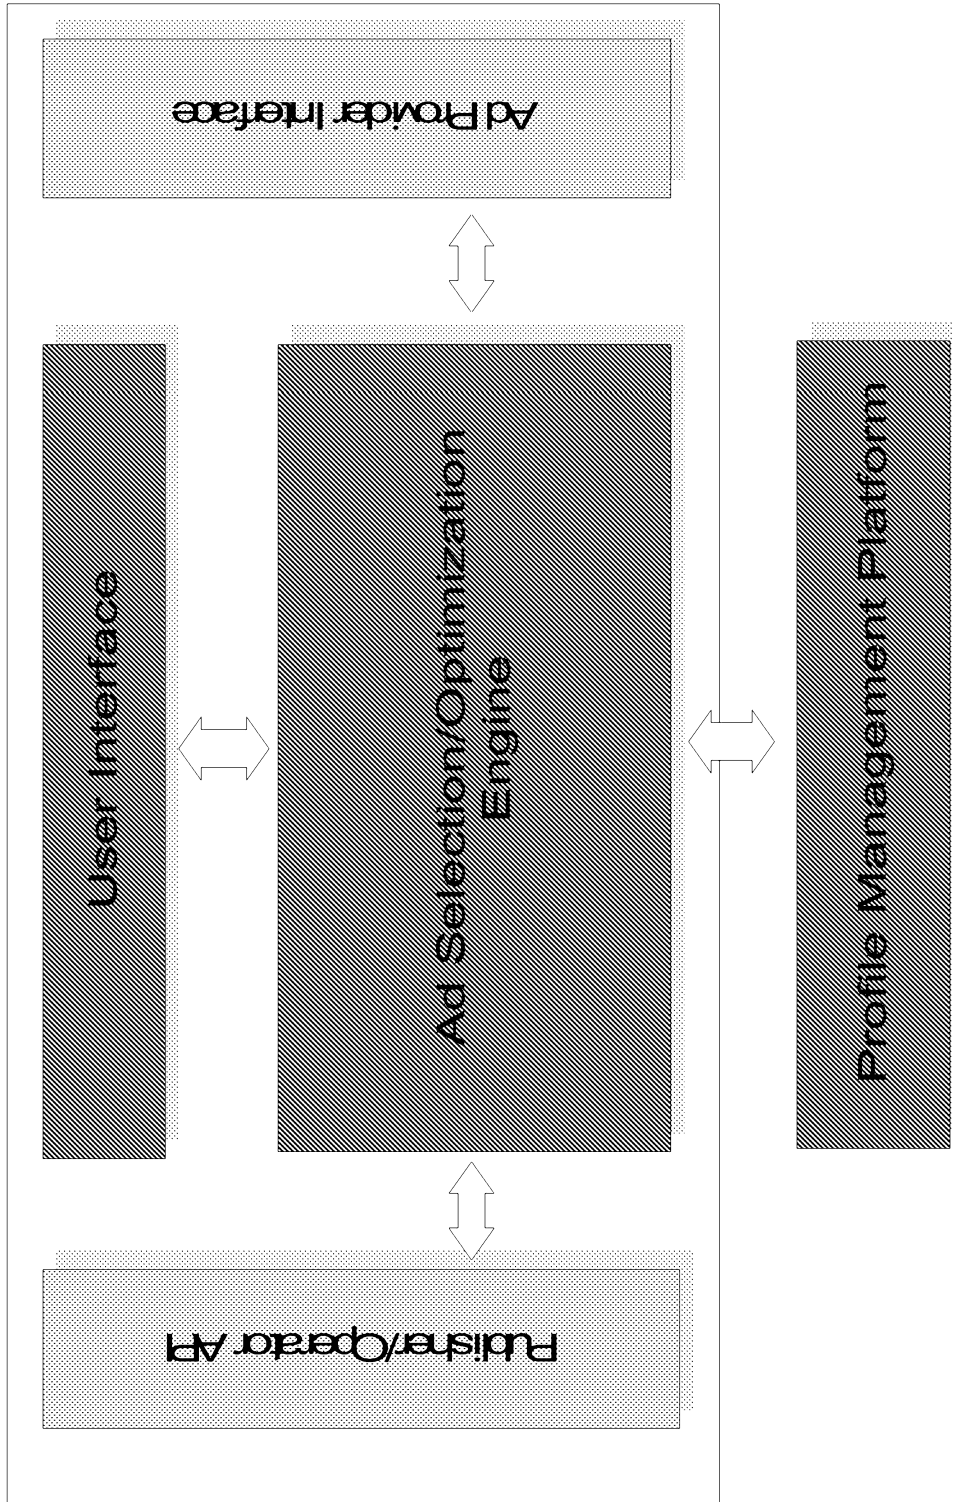 Ad Provider Interface
User Interface
Ad Selection/Optimization
Engine
Profile Management Platform
Publisher/Operator API